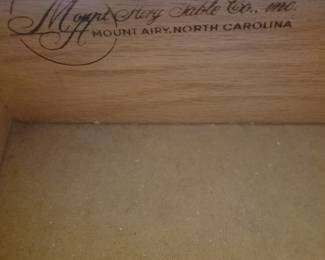 Mount Airy Table Co., inc.
MOUNT AIRY, NORTH CAROLINA